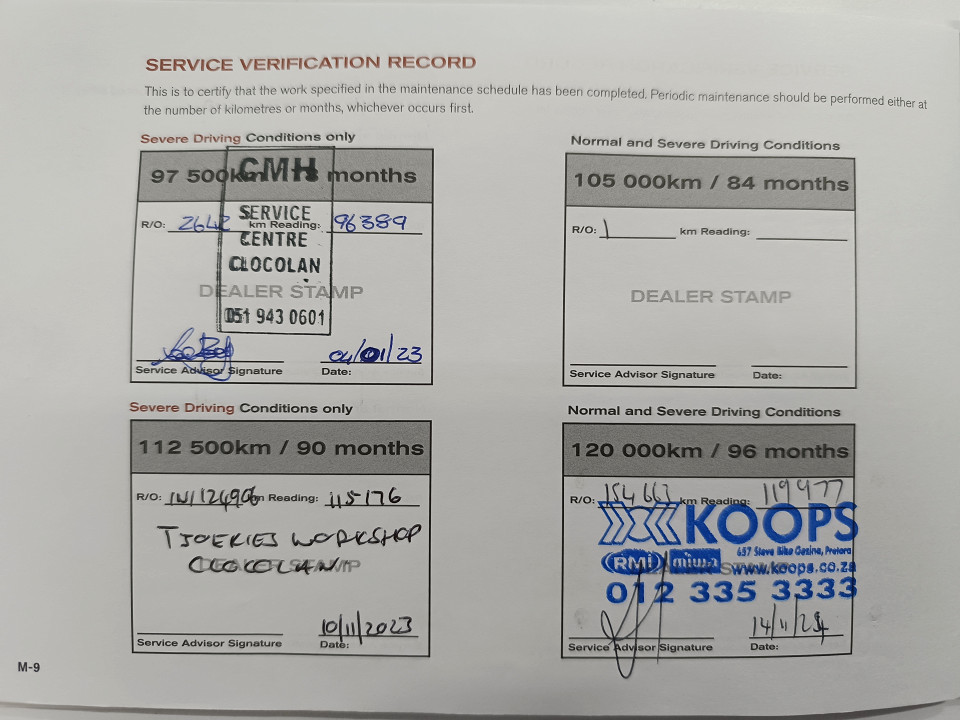 SERVICE VERIFICATION RECORD
This is to certify that the work specified in the maintenance schedule has been completed. Periodic maintenance should be performed either at
the number of kilometres or months, whichever occurs first.
Severe Driving Conditions only
97 500km months
CMH
R/O: 2642 km Reading: 96389
SERVICE
CENTRE
CLOCOLAN
DEALER STAMP
051 943 0601
04/01/23
Service Advisor Signature Date:
Normal and Severe Driving Conditions
105 000km / 84 months
R/O: km Reading:
DEALER STAMP
Service Advisor Signature Date:
Severe Driving Conditions only
112 500km / 90 months
R/O: km Reading: 115176
TJOEKIES WORKSHOP
DEALER STAMP
10/11/2023
Service Advisor Signature Date:
Normal and Severe Driving Conditions
120 000km / 96 months
R/O: 154 663 km Reading: 119477
KOOPS
657 Steve Biko Gezina, Pretoria
RMI miwa www.koops.co.za
012 335 3333
14/11/24
Service Advisor Signature Date:
M-9